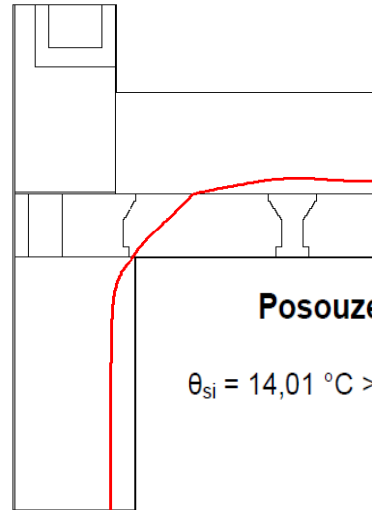 Posouze
θsi = 14,01 °C >